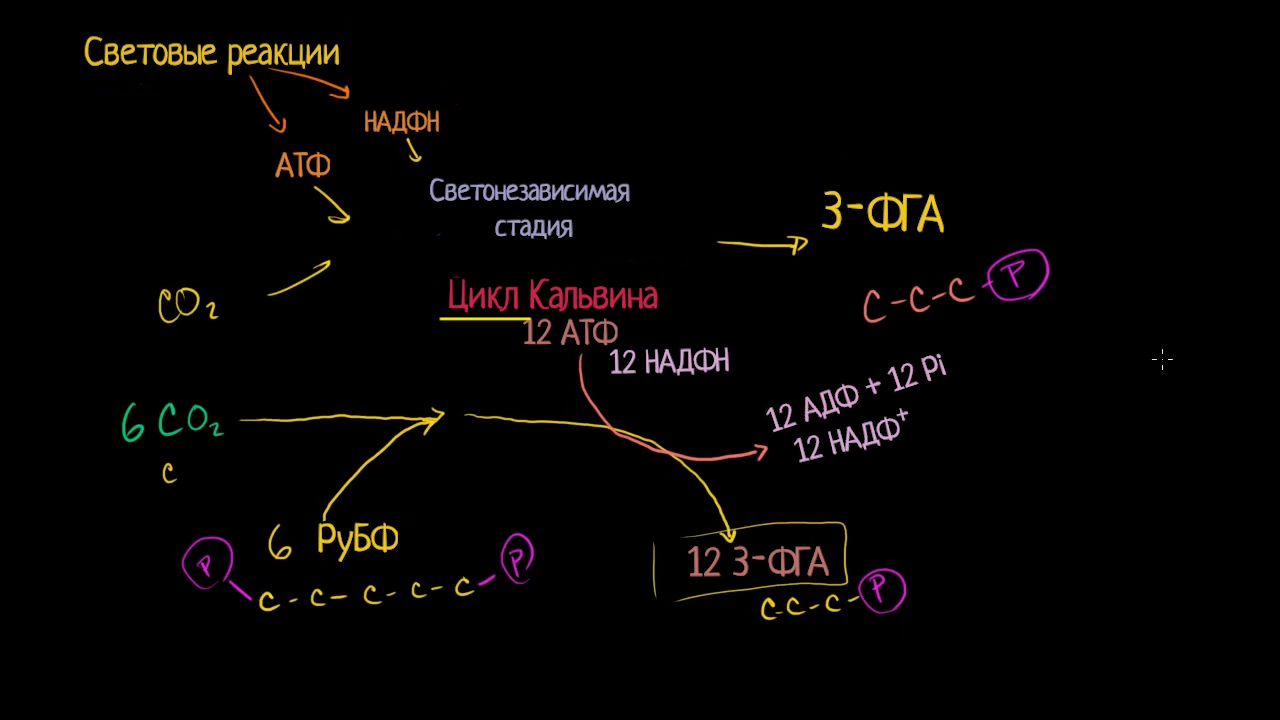 Световые реакции
НАДФН
АТФ
Светонезависимая
стадия
3-ФГА
C-C-C-P
CO2
Цикл Кальвина
12 АТФ
12 НАДФН
12 АДФ + 12 Pi
12 НАДФ+
6 CO2
C
6 РуБФ
P C - C - C - C - C - P
12 3-ФГА
C-C-C-P